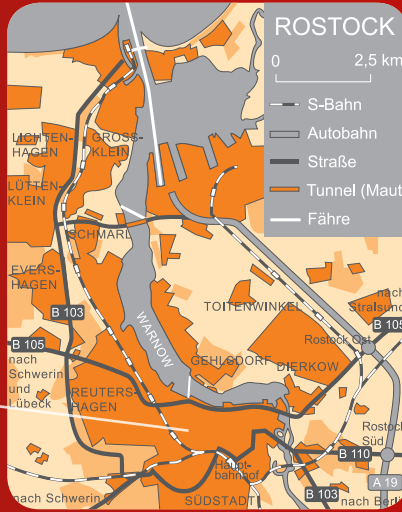 ROSTOCK
0 2,5 km
S-Bahn
Autobahn
Straße
Tunnel (Maut
Fähre
LICHTEN-
HAGEN
GROSS-
KLEIN
LÜTTEN-
KLEIN
SCHMARL
EVERS-
HAGEN
B 103
TOITENWINKEL
nach
Stralsund
B 105
WARNOW
Rostock Ost
B 105
nach
Schwerin
und
Lübeck
GEHLSDORF
DIERKOW
REUTERS-
HAGEN
Rostock
Süd
B 110
Haupt-
bahnhof
A 19
B 103
nach Schwerin
SÜDSTADT
nach Berlin